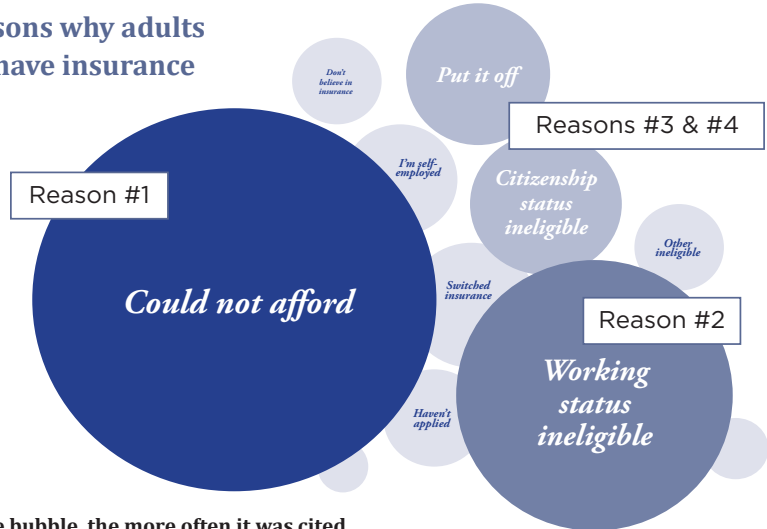 sons why adults
have insurance
Don't
believe in
insurance
Put it off
Reasons #3 & #4
I'm self-
employed
Citizenship
status
ineligible
Reason #1
Other
ineligible
Could not afford
Switched
insurance
Reason #2
Working
status
ineligible
Haven't
applied
e bubble, the more often it was cited